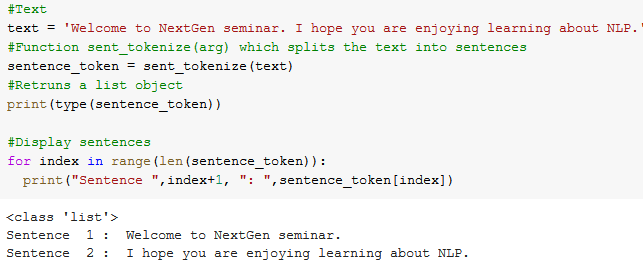 #Text
text = 'Welcome to NextGen seminar. I hope you are enjoying learning about NLP.'
#Function sent_tokenize(arg) which splits the text into sentences
sentence_token = sent_tokenize(text)
#Retruns a list object
print(type(sentence_token))
#Display sentences
for index in range(len(sentence_token)):
  print("Sentence ",index+1, ": ",sentence_token[index])
<class 'list'>
Sentence  1 :  Welcome to NextGen seminar.
Sentence  2 :  I hope you are enjoying learning about NLP.